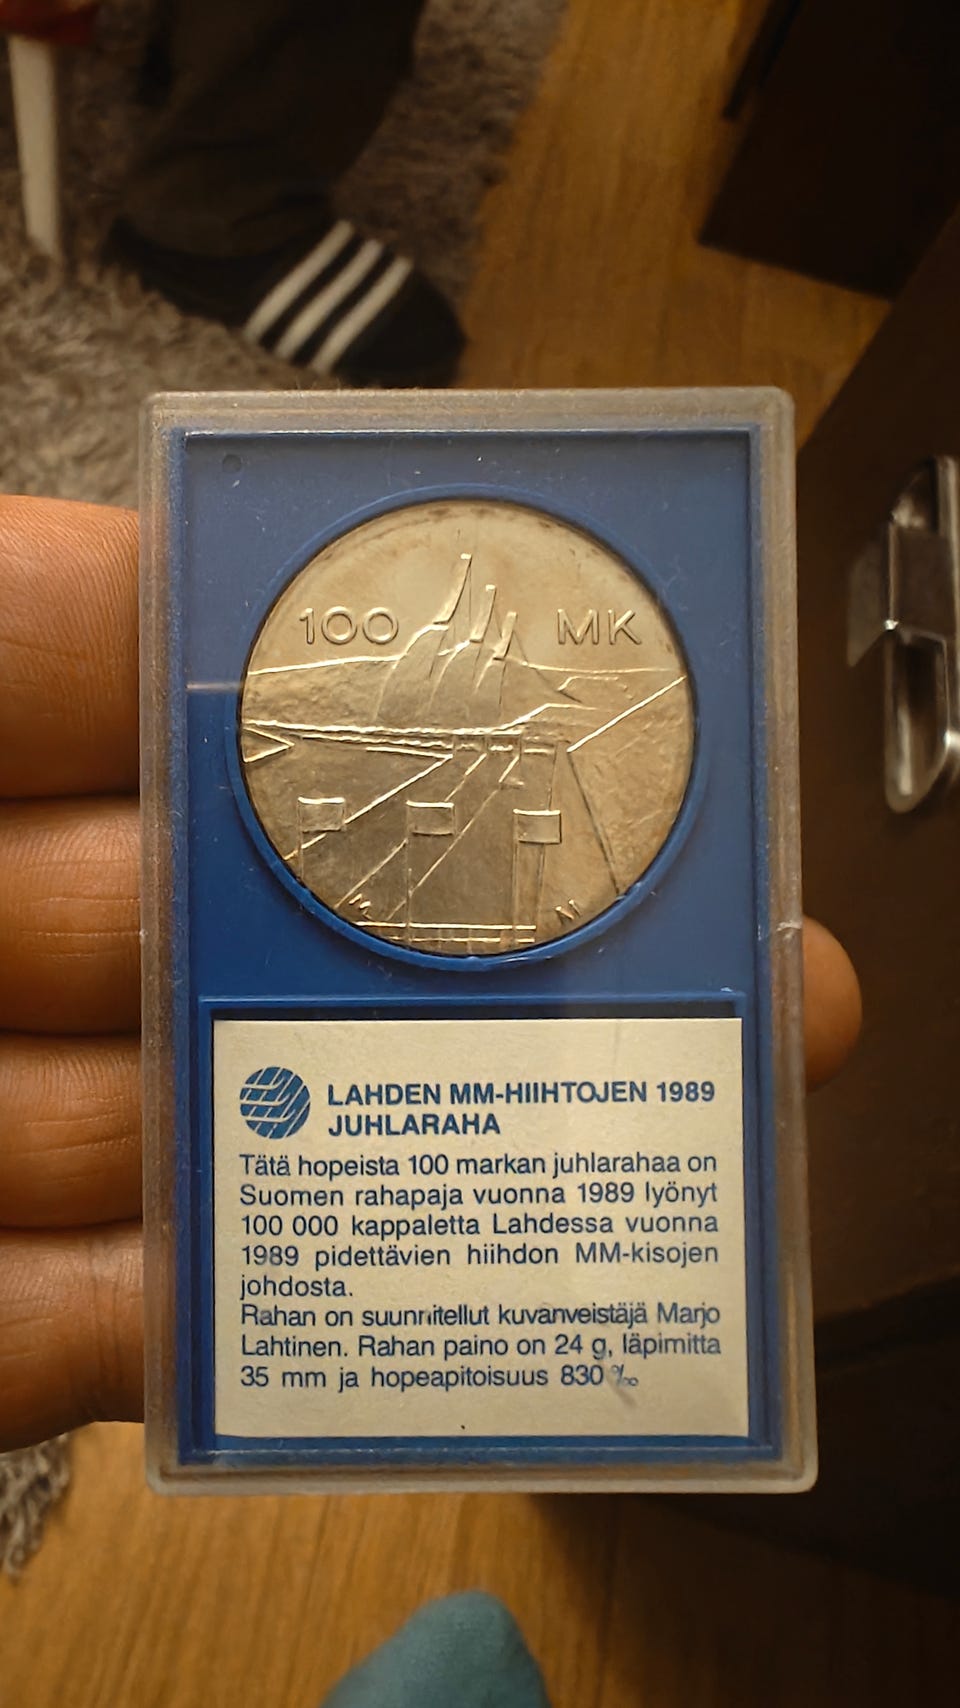 100 MK
M M
LAHDEN MM-HIIHTOJEN 1989
JUHLARAHA
Tätä hopeista 100 markan juhlarahaa on
Suomen rahapaja vuonna 1989 lyönyt
100 000 kappaletta Lahdessa vuonna
1989 pidettävien hiihdon MM-kisojen
johdosta.
Rahan on suunnitellut kuvanveistäjä Marjo
Lahtinen. Rahan paino on 24 g, läpimitta
35 mm ja hopeapitoisuus 830 ‰